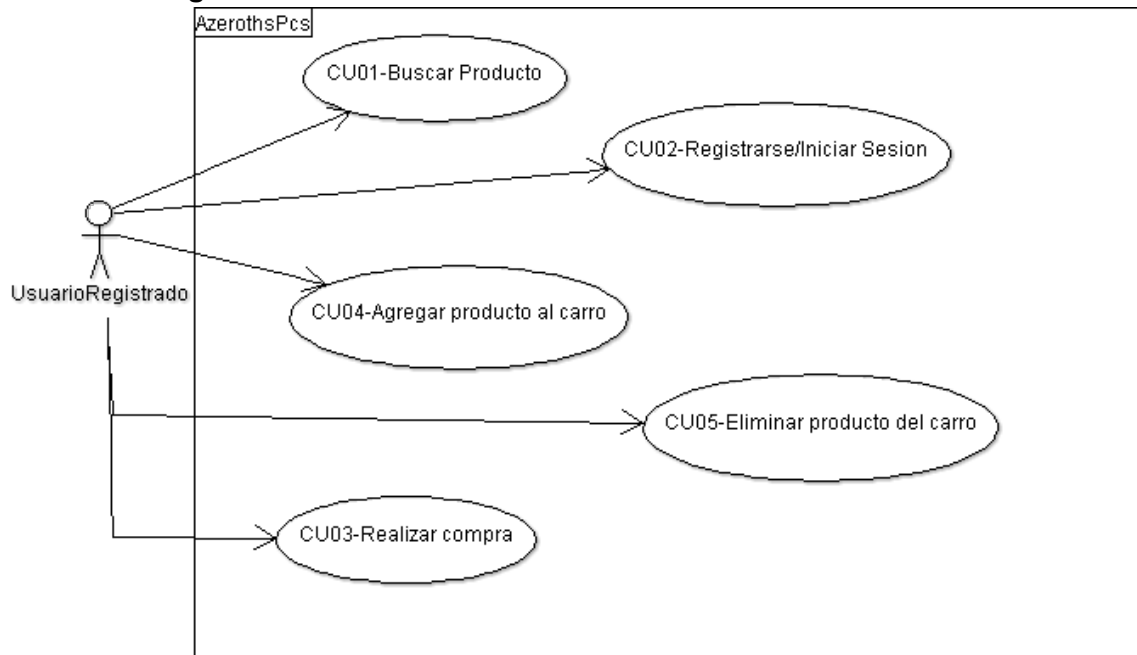 AzerothsPcs
CU01-Buscar Producto
CU02-Registrarse/Iniciar Sesion
UsuarioRegistrado
CU04-Agregar producto al carro
CU05-Eliminar producto del carro
CU03-Realizar compra